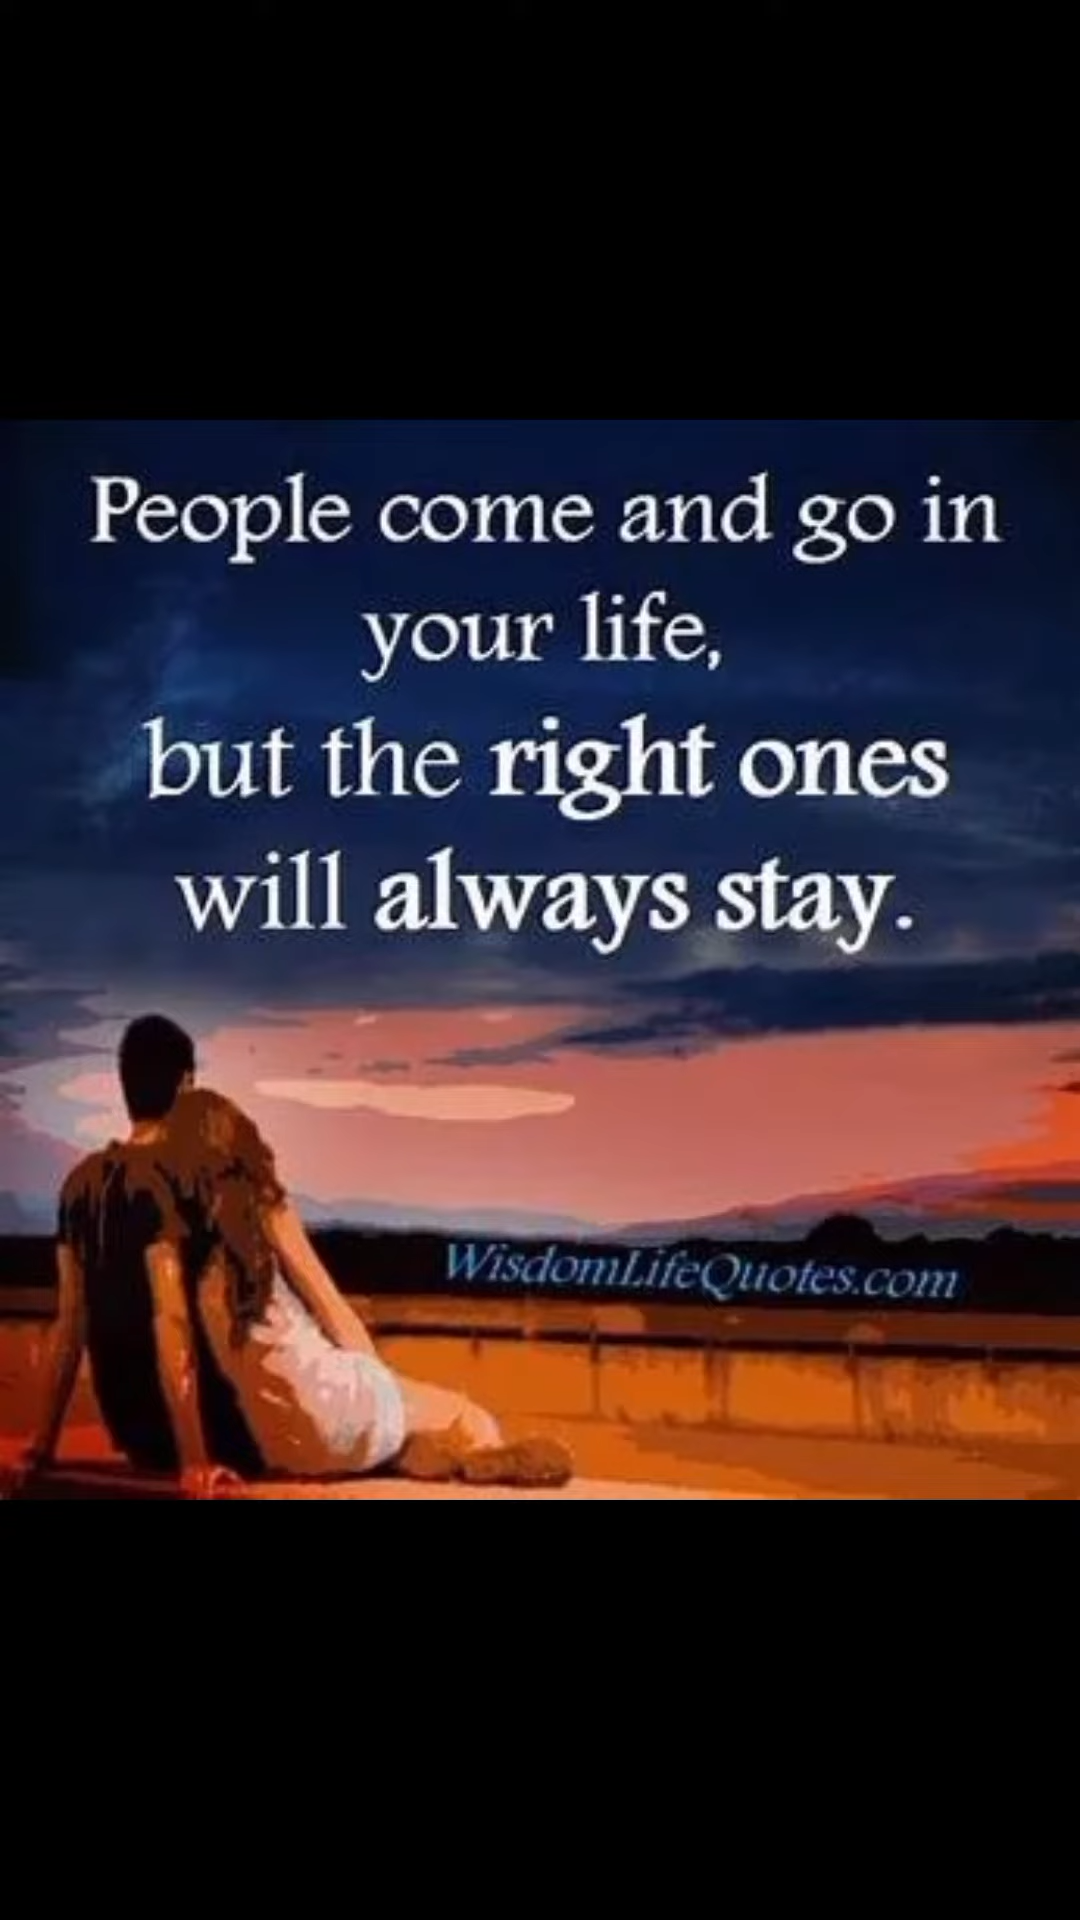 People come and go in
your life,
but the right ones
will always stay.
WisdomLifeQuotes.com